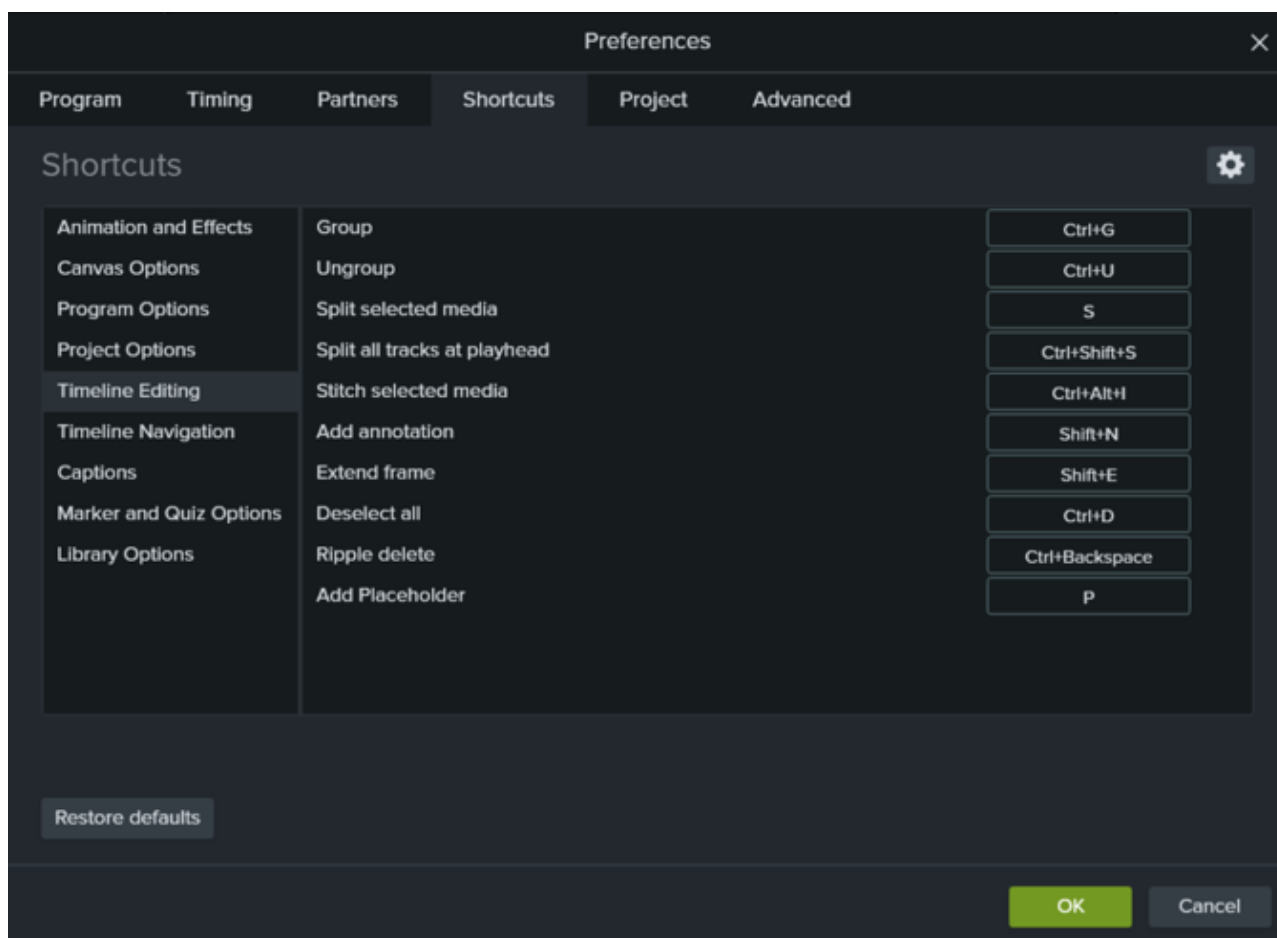 Preferences
Program Timing Partners Shortcuts Project Advanced
Shortcuts
Animation and Effects
Canvas Options
Program Options
Project Options
Timeline Editing
Timeline Navigation
Captions
Marker and Quiz Options
Library Options
Group Ctrl+G
Ungroup Ctrl+U
Split selected media S
Split all tracks at playhead Ctrl+Shift+S
Stitch selected media Ctrl+Alt+I
Add annotation Shift+N
Extend frame Shift+E
Deselect all Ctrl+D
Ripple delete Ctrl+Backspace
Add Placeholder P
Restore defaults
OK Cancel